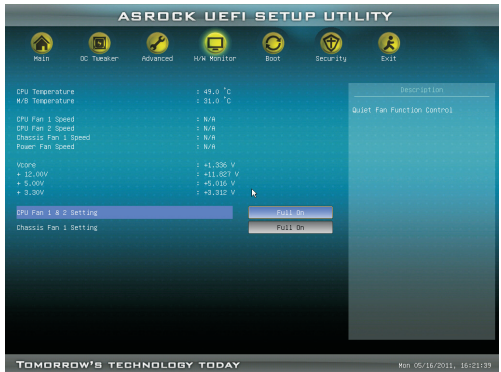 ASROCK UEFI SETUP UTILITY
Main OC Tweaker Advanced H/W Monitor Boot Security Exit
CPU Temperature : 49.0 °C
M/B Temperature : 31.0 °C
CPU Fan 1 Speed : N/A
CPU Fan 2 Speed : N/A
Chassis Fan 1 Speed : N/A
Power Fan Speed : N/A
Vcore : +1.336 V
+ 12.00V : +11.827 V
+ 5.00V : +5.016 V
+ 3.30V : +3.312 V
CPU Fan 1 & 2 Setting Full On
Chassis Fan 1 Setting Full On
Description
Quiet Fan Function Control
TOMORROW'S TECHNOLOGY TODAY
Mon 05/16/2011, 16:21:39